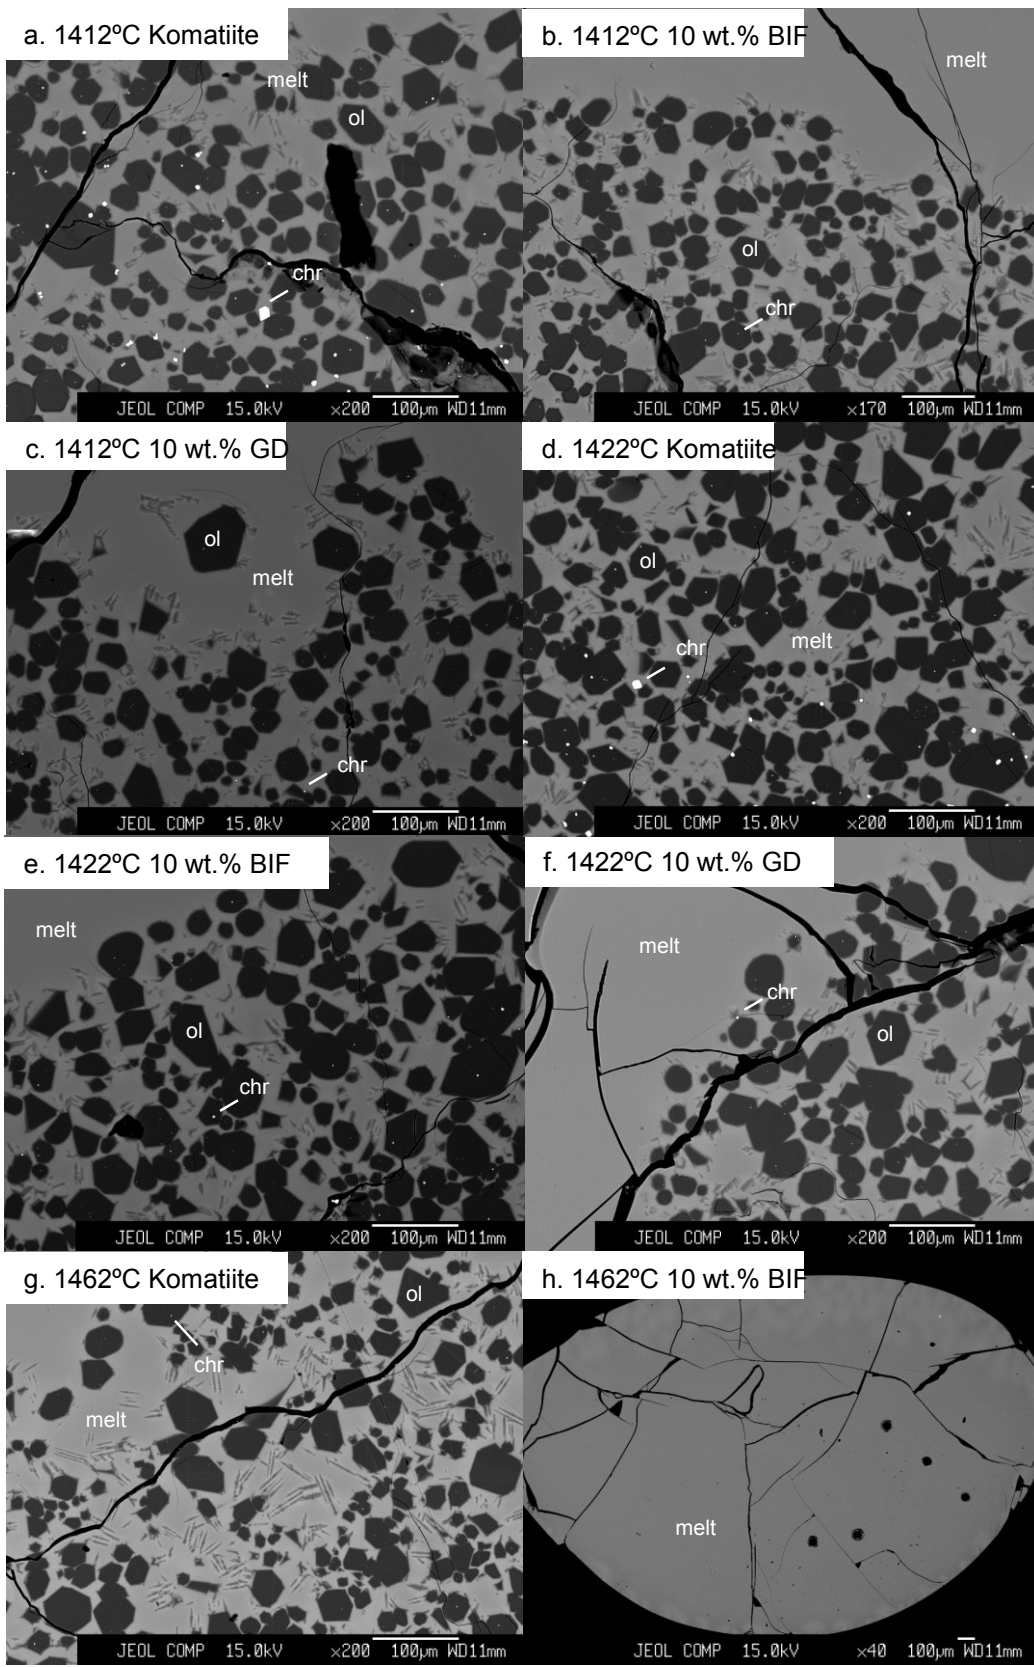 a. 1412ºC Komatiite
melt
ol
chr
JEOL COMP 15.0kV ×200 100μm WD11mm
b. 1412ºC 10 wt.% BIF
melt
ol
chr
JEOL COMP 15.0kV ×170 100μm WD11mm
c. 1412ºC 10 wt.% GD
ol
melt
chr
JEOL COMP 15.0kV ×200 100μm WD11mm
d. 1422ºC Komatiite
ol
chr
melt
JEOL COMP 15.0kV ×200 100μm WD11mm
e. 1422ºC 10 wt.% BIF
melt
ol
chr
JEOL COMP 15.0kV ×200 100μm WD11mm
f. 1422ºC 10 wt.% GD
melt
chr
ol
JEOL COMP 15.0kV ×200 100μm WD11mm
g. 1462ºC Komatiite
ol
chr
melt
JEOL COMP 15.0kV ×200 100μm WD11mm
h. 1462ºC 10 wt.% BIF
melt
JEOL COMP 15.0kV ×40 100μm WD11mm